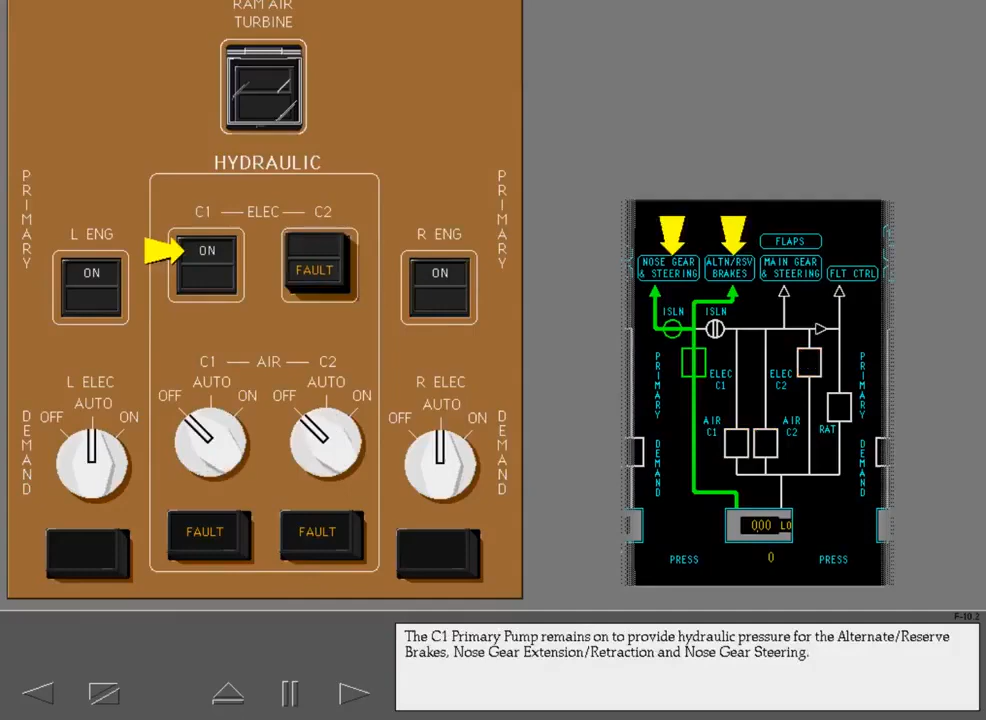 RAM AIR
TURBINE
HYDRAULIC
PRIMARY
PRIMARY
C1 ELEC C2
L ENG
ON
ON
FAULT
R ENG
ON
C1 AIR C2
L ELEC
OFF AUTO ON
OFF AUTO ON
OFF AUTO ON
R ELEC
OFF AUTO ON
DEMAND
DEMAND
FAULT
FAULT
FLAPS
NOSE GEAR
& STEERING
ALTN/RSV
BRAKES
MAIN GEAR
& STEERING
FLT CTRL
ISLN
ISLN
PRIMARY
PRIMARY
ELEC
C1
ELEC
C2
AIR
C1
AIR
C2
RAT
DEMAND
DEMAND
000 LO
PRESS
0
PRESS
F-10.2
The C1 Primary Pump remains on to provide hydraulic pressure for the Alternate/Reserve
Brakes, Nose Gear Extension/Retraction and Nose Gear Steering.